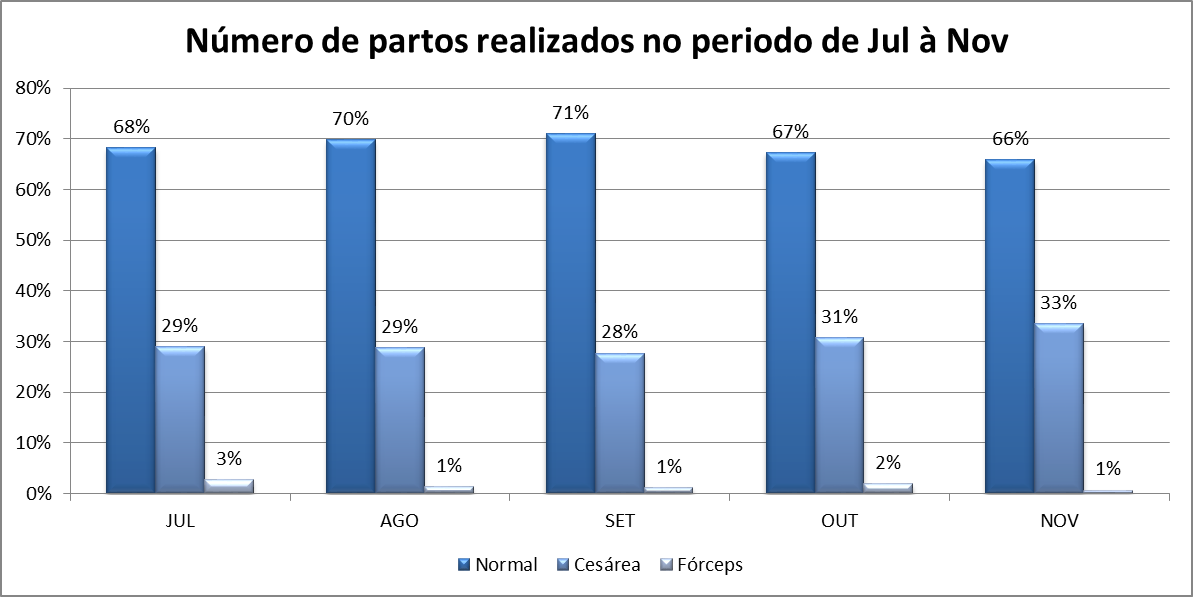 Número de partos realizados no periodo de Jul à Nov
80%
70%
60%
50%
40%
30%
20%
10%
0%
68%
29%
3%
70%
29%
1%
71%
28%
1%
67%
31%
2%
66%
33%
1%
JUL
AGO
SET
OUT
NOV
Normal
Cesárea
Fórceps